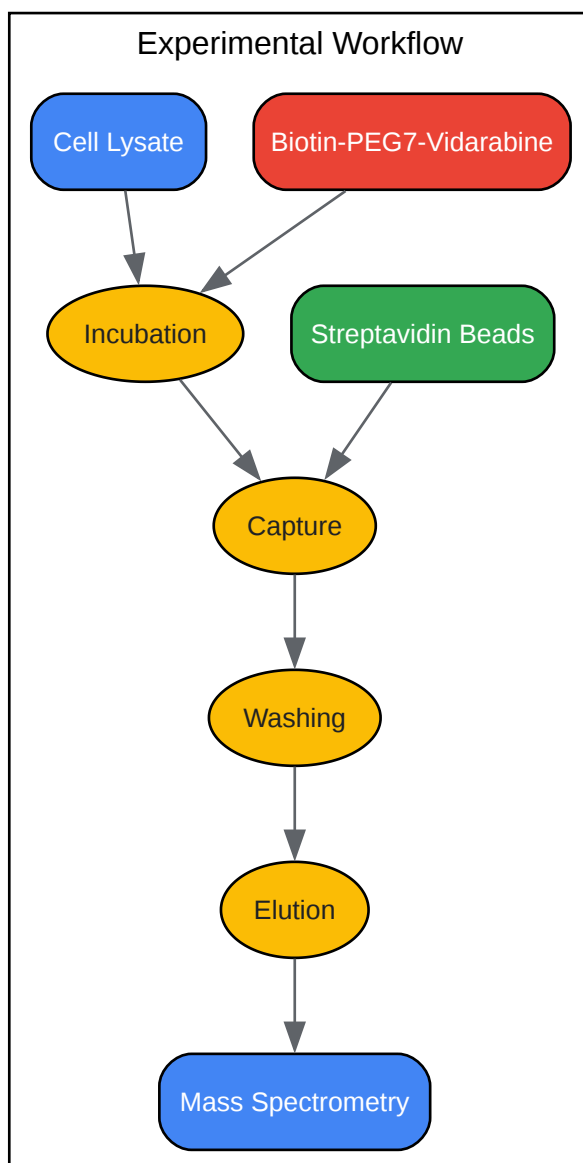 Experimental Workflow
Cell Lysate
Biotin-PEG7-Vidarabine
Incubation
Streptavidin Beads
Capture
Washing
Elution
Mass Spectrometry